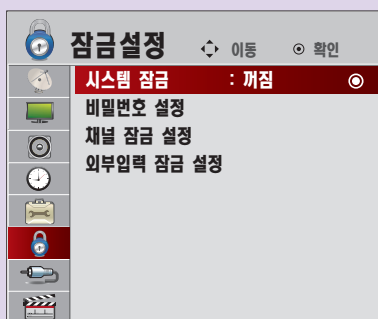 잠금설정 이동 확인
시스템 잠금 : 꺼짐
비밀번호 설정
채널 잠금 설정
외부입력 잠금 설정